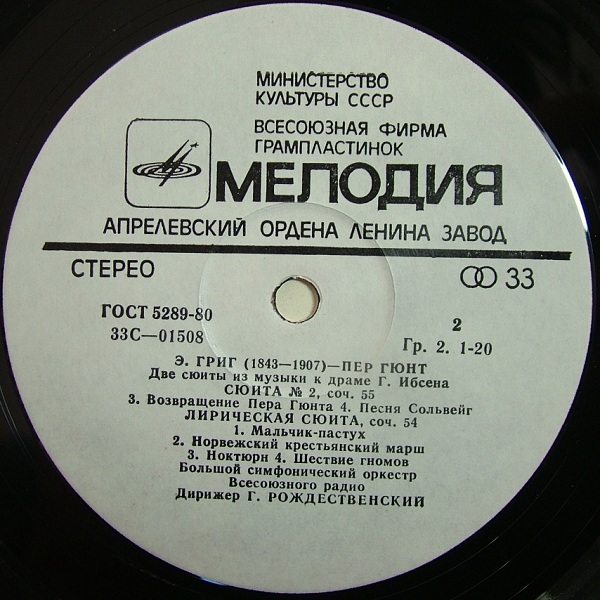 МИНИСТЕРСТВО
КУЛЬТУРЫ СССР
ВСЕСОЮЗНАЯ ФИРМА
ГРАМПЛАСТИНОК
МЕЛОДИЯ
АПРЕЛЕВСКИЙ ОРДЕНА ЛЕНИНА ЗАВОД
СТЕРЕО
33
ГОСТ 5289-80
2
33С—01508
Гр. 2. 1-20
Э. ГРИГ (1843—1907)—ПЕР ГЮНТ
Две сюиты из музыки к драме Г. Ибсена
СЮИТА № 2, соч. 55
3. Возвращение Пера Гюнта 4. Песня Сольвейг
ЛИРИЧЕСКАЯ СЮИТА, соч. 54
1. Мальчик-пастух
2. Норвежский крестьянский марш
3. Ноктюрн 4. Шествие гномов
Большой симфонический оркестр
Всесоюзного радио
Дирижер Г. РОЖДЕСТВЕНСКИЙ